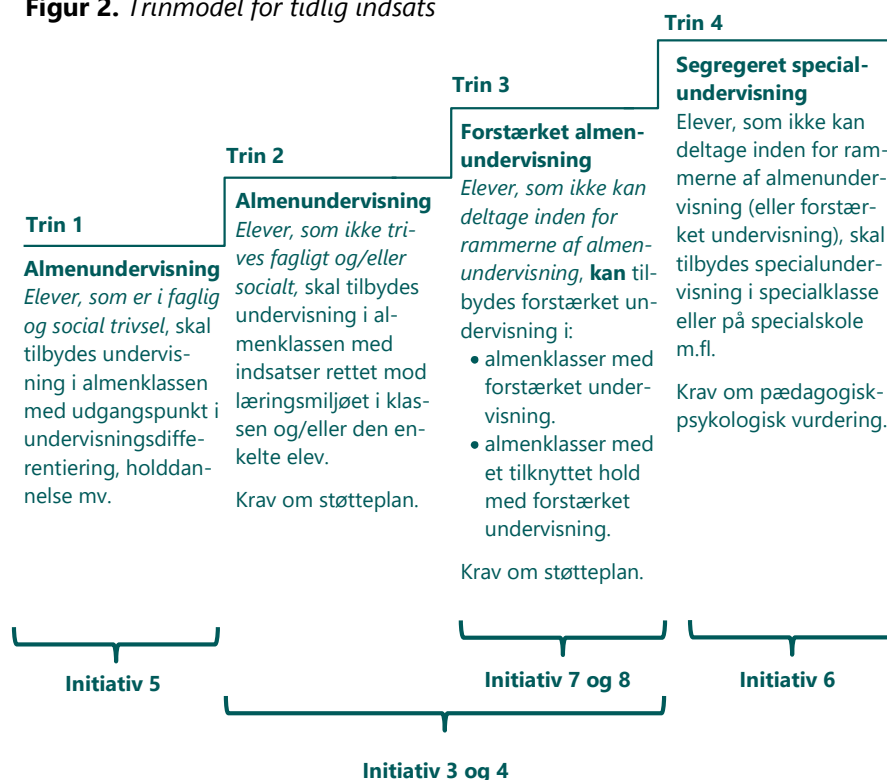 Figur 2. Trinmodel for tidlig indsats
Trin 1
Almenundervisning
Elever, som er i faglig
og social trivsel, skal
tilbydes undervis-
ning i almenklassen
med udgangspunkt i
undervisningsdiffe-
rentiering, holddan-
nelse mv.
Trin 2
Almenundervisning
Elever, som ikke tri-
ves fagligt og/eller
socialt, skal tilbydes
undervisning i al-
menklassen med
indsatser rettet mod
læringsmiljøet i klas-
sen og/eller den en-
kelte elev.
Krav om støtteplan.
Trin 3
Forstærket almen-
undervisning
Elever, som ikke kan
deltage inden for
rammerne af almen-
undervisning, kan til-
bydes forstærket un-
dervisning i:
• almenklasser med
forstærket under-
visning.
• almenklasser med
et tilknyttet hold
med forstærket
undervisning.
Krav om støtteplan.
Trin 4
Segregeret special-
undervisning
Elever, som ikke kan
deltage inden for ram-
merne af almenunder-
visning (eller forstær-
ket undervisning), skal
tilbydes specialunder-
visning i specialklasse
eller på specialskole
m.fl.
Krav om pædagogisk-
psykologisk vurdering.
Initiativ 5
Initiativ 7 og 8
Initiativ 6
Initiativ 3 og 4